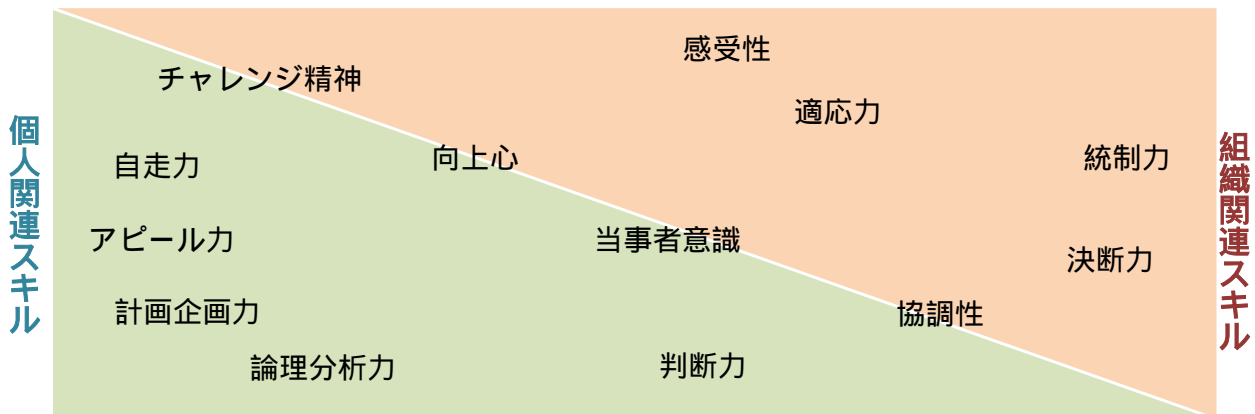 個人関連スキル
チャレンジ精神
感受性
適応力
自走力
向上心
統制力
アピール力
当事者意識
決断力
計画企画力
協調性
論理分析力
判断力
組織関連スキル